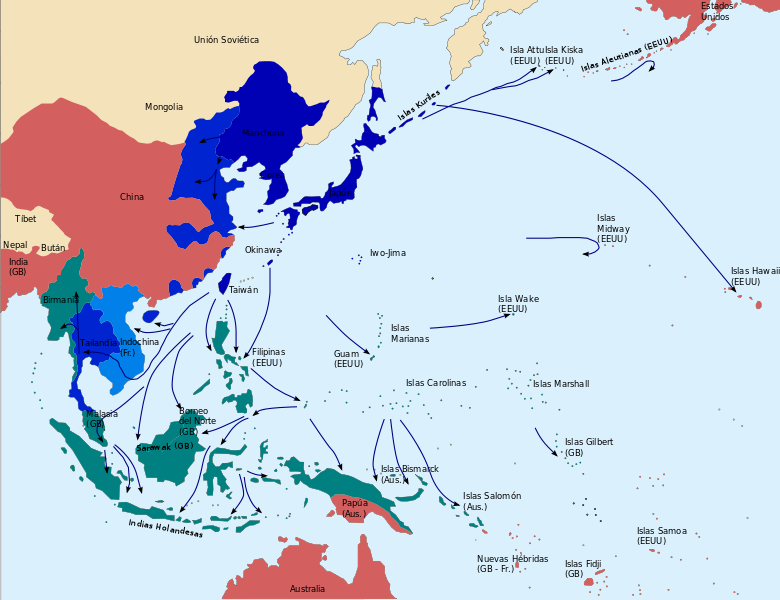 Estados
Unidos
Unión Soviética
Isla Attu Isla Kiska
(EEUU) (EEUU)
Islas Aleutianas (EEUU)
Mongolia
Islas Kuriles
Manchukuo
China
Tíbet
Nepal
Bután
India
(GB)
Okinawa
Iwo-Jima
Islas
Midway
(EEUU)
Islas Hawaii
(EEUU)
Birmania
Taiwán
Isla Wake
(EEUU)
Tailandia
Indochina
(Fr.)
Islas
Marianas
Filipinas
(EEUU)
Guam
(EEUU)
Islas Carolinas
Islas Marshall
Malasia
(GB)
Borneo
del Norte
(GB)
Sarawak (GB)
Islas Gilbert
(GB)
Islas Bismarck
(Aus.)
Islas Salomón
(Aus.)
Papúa
(Aus.)
Indias Holandesas
Islas Samoa
(EEUU)
Nuevas Hébridas
(GB - Fr.)
Islas Fidji
(GB)
Australia